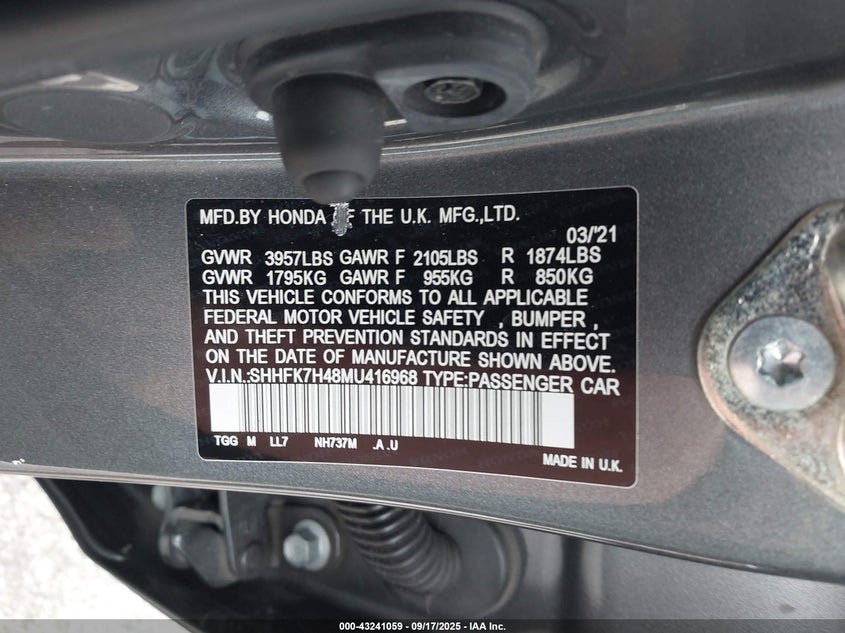 MFD.BY HONDA OF THE U.K. MFG.,LTD.
03/'21
GVWR 3957LBS GAWR F 2105LBS R 1874LBS
GVWR 1795KG GAWR F 955KG R 850KG
THIS VEHICLE CONFORMS TO ALL APPLICABLE
FEDERAL MOTOR VEHICLE SAFETY , BUMPER ,
AND THEFT PREVENTION STANDARDS IN EFFECT
ON THE DATE OF MANUFACTURE SHOWN ABOVE.
V.I.N.:SHHFK7H48MU416968 TYPE:PASSENGER CAR
TGG M LL7 NH737M .A .U
MADE IN U.K.
000-43241059 - 09/17/2025 - IAA Inc.